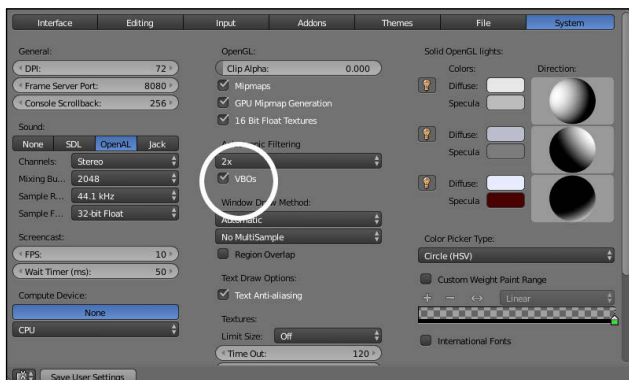 Interface Editing Input Addons Themes File System
General:
DPI: 72
Frame Server Port: 8080
Console Scrollback: 256
Sound:
None SDL OpenAL Jack
Channels: Stereo
Mixing Bu... 2048
Sample R... 44.1 kHz
Sample F... 32-bit Float
Screencast:
FPS: 10
Wait Timer (ms): 50
Compute Device:
None
CPU
OpenGL:
Clip Alpha: 0.000
Mipmaps
GPU Mipmap Generation
16 Bit Float Textures
Filtering
2x
VBOs
Window Draw Method:
Automatic
No MultiSample
Region Overlap
Text Draw Options:
Text Anti-aliasing
Textures:
Limit Size: Off
Time Out: 120
Solid OpenGL lights:
Colors: Direction:
Diffuse:
Specula
Diffuse:
Specula
Diffuse:
Specula
Color Picker Type:
Circle (HSV)
Custom Weight Paint Range
Linear
International Fonts
Save User Settings